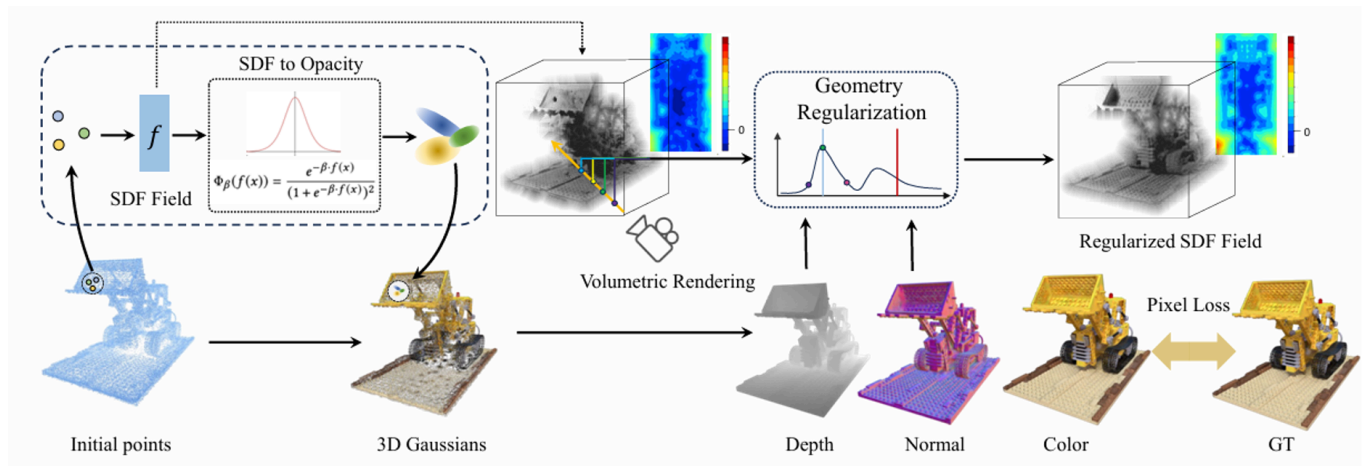 SDF to Opacity
f
SDF Field
Φβ(f(x)) = e^{-β·f(x)} / (1 + e^{-β·f(x)})²
0
Geometry
Regularization
0
Volumetric Rendering
Regularized SDF Field
Pixel Loss
Initial points
3D Gaussians
Depth
Normal
Color
GT